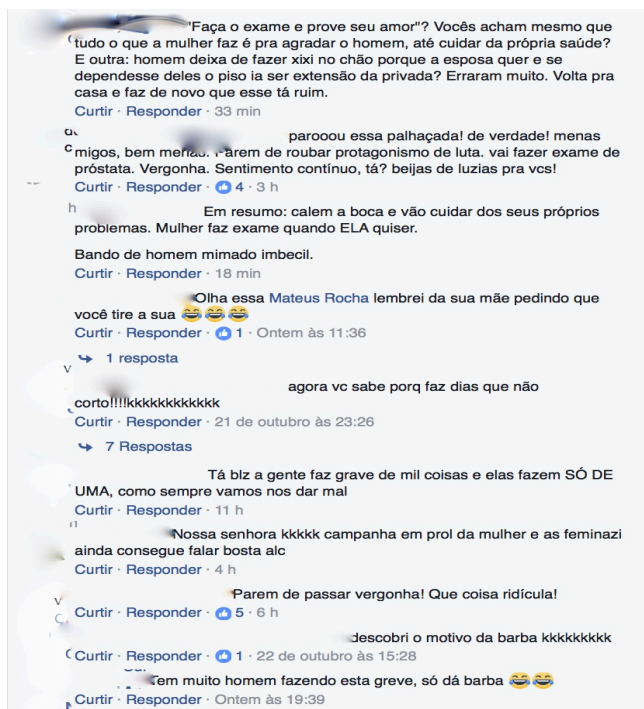 "Faça o exame e prove seu amor"? Vocês acham mesmo que
tudo o que a mulher faz é pra agradar o homem, até cuidar da própria saúde?
E outra: homem deixa de fazer xixi no chão porque a esposa quer e se
dependesse deles o piso ia ser extensão da privada? Erraram muito. Volta pra
casa e faz de novo que esse tá ruim.
Curtir · Responder · 33 min
parooou essa palhaçada! de verdade! menas
migos, bem menas. Parem de roubar protagonismo de luta. vai fazer exame de
próstata. Vergonha. Sentimento contínuo, tá? beijas de luzias pra vcs!
Curtir · Responder · 4 · 3 h
Em resumo: calem a boca e vão cuidar dos seus próprios
problemas. Mulher faz exame quando ELA quiser.
Bando de homem mimado imbecil.
Curtir · Responder · 18 min
Olha essa Mateus Rocha lembrei da sua mãe pedindo que
você tire a sua 😂😂😂
Curtir · Responder · 1 · Ontem às 11:36
1 resposta
agora vc sabe porq faz dias que não
corto!!!!kkkkkkkkkkkk
Curtir · Responder · 21 de outubro às 23:26
7 Respostas
Tá blz a gente faz grave de mil coisas e elas fazem SÓ DE
UMA, como sempre vamos nos dar mal
Curtir · Responder · 11 h
Nossa senhora kkkkk campanha em prol da mulher e as feminazi
ainda consegue falar bosta alc
Curtir · Responder · 4 h
Parem de passar vergonha! Que coisa ridícula!
Curtir · Responder · 5 · 6 h
descobri o motivo da barba kkkkkkkkk
Curtir · Responder · 1 · 22 de outubro às 15:28
Tem muito homem fazendo esta greve, só dá barba 😂😂
Curtir · Responder · Ontem às 19:39